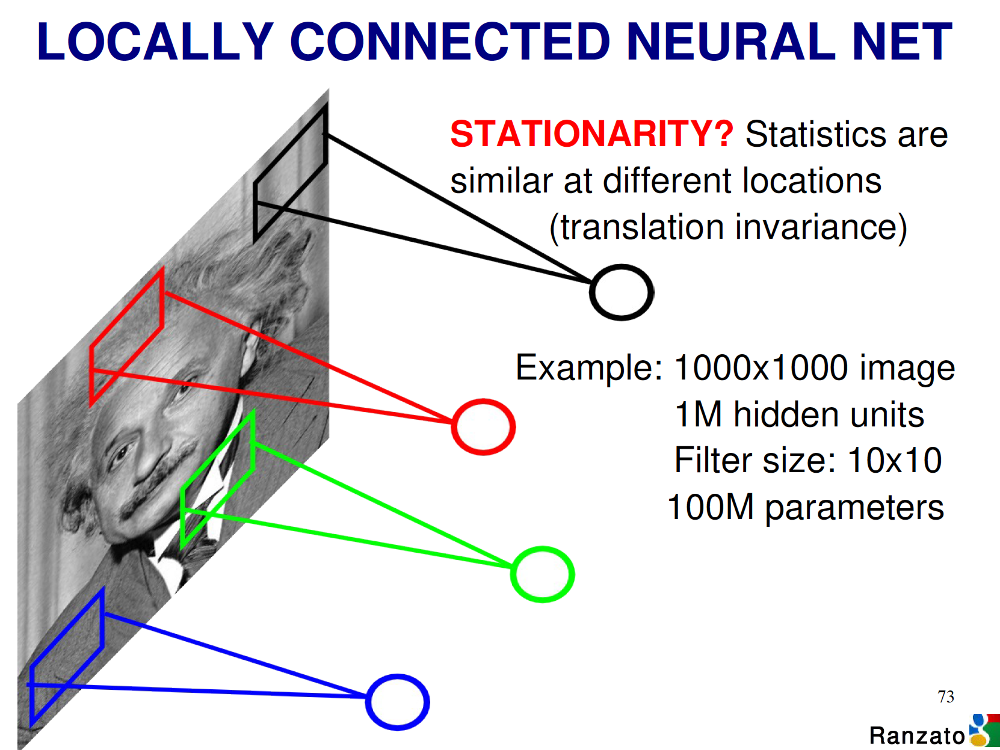 LOCALLY CONNECTED NEURAL NET
STATIONARITY? Statistics are
similar at different locations
(translation invariance)
Example: 1000x1000 image
1M hidden units
Filter size: 10x10
100M parameters
73
Ranzato